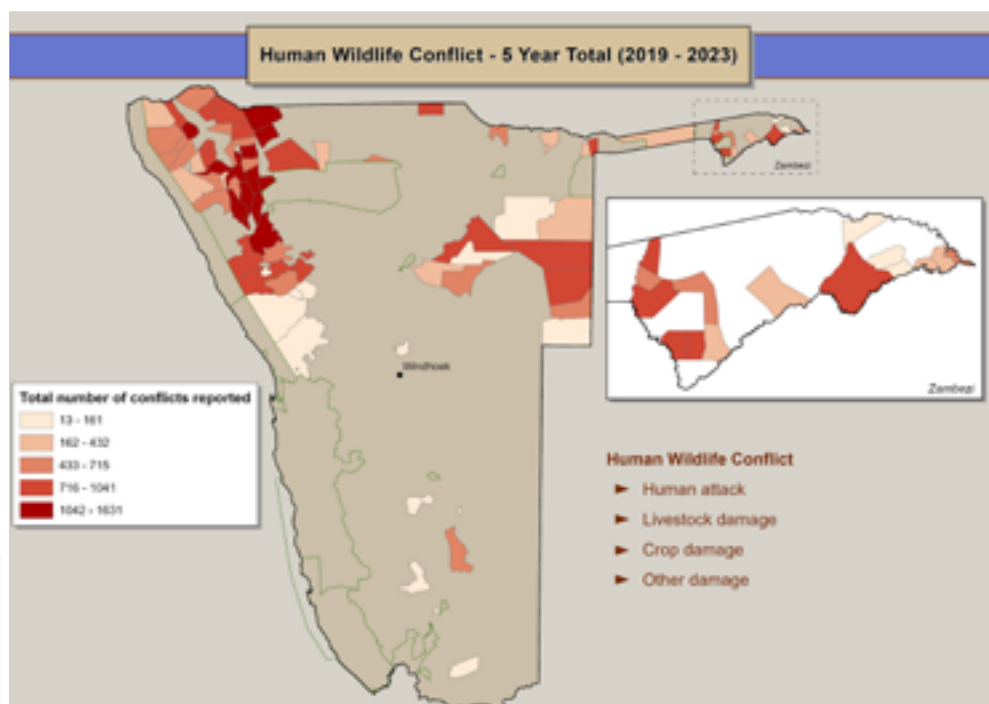 Human Wildlife Conflict - 5 Year Total (2019 - 2023)
Zambezi
Windhoek
Zambezi
Total number of conflicts reported
13 - 161
162 - 432
433 - 715
716 - 1041
1042 - 1631
Human Wildlife Conflict
► Human attack
► Livestock damage
► Crop damage
► Other damage